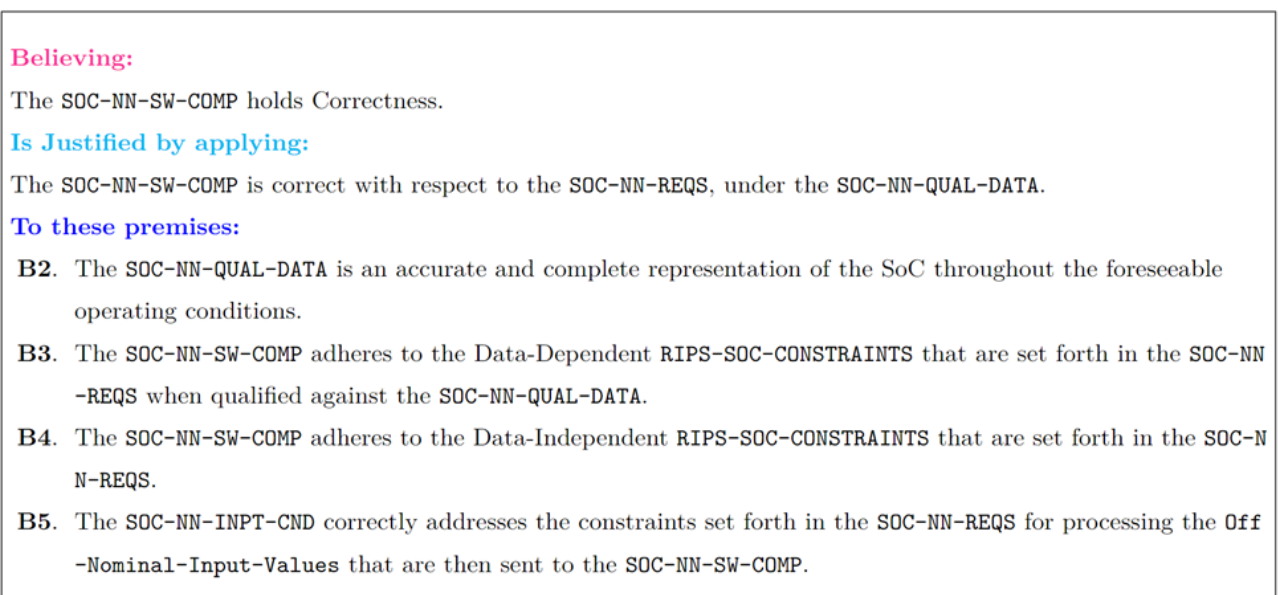 Believing:
The SOC-NN-SW-COMP holds Correctness.
Is Justified by applying:
The SOC-NN-SW-COMP is correct with respect to the SOC-NN-REQS, under the SOC-NN-QUAL-DATA.
To these premises:
B2. The SOC-NN-QUAL-DATA is an accurate and complete representation of the SoC throughout the foreseeable
operating conditions.
B3. The SOC-NN-SW-COMP adheres to the Data-Dependent RIPS-SOC-CONSTRAINTS that are set forth in the SOC-NN
-REQS when qualified against the SOC-NN-QUAL-DATA.
B4. The SOC-NN-SW-COMP adheres to the Data-Independent RIPS-SOC-CONSTRAINTS that are set forth in the SOC-N
N-REQS.
B5. The SOC-NN-INPT-CND correctly addresses the constraints set forth in the SOC-NN-REQS for processing the Off
-Nominal-Input-Values that are then sent to the SOC-NN-SW-COMP.